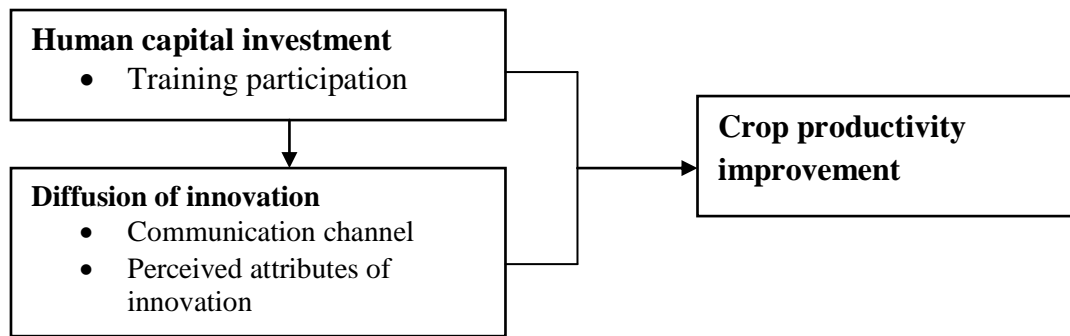 Human capital investment
• Training participation
Diffusion of innovation
• Communication channel
• Perceived attributes of
innovation
Crop productivity
improvement